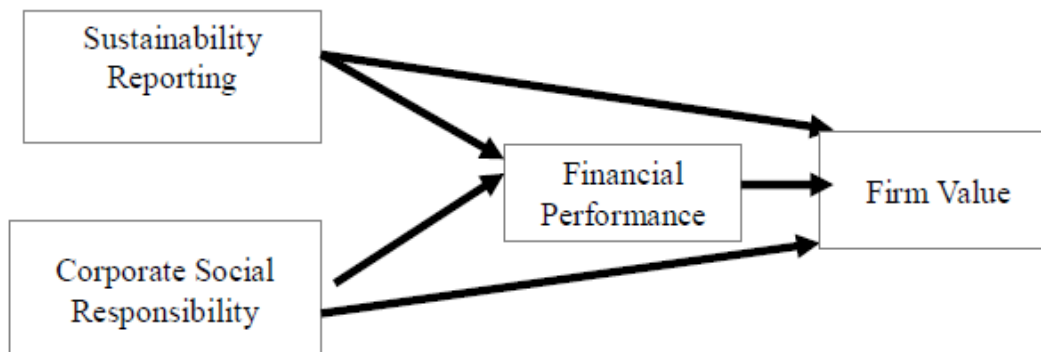 Sustainability
Reporting
Financial
Performance
Firm Value
Corporate Social
Responsibility